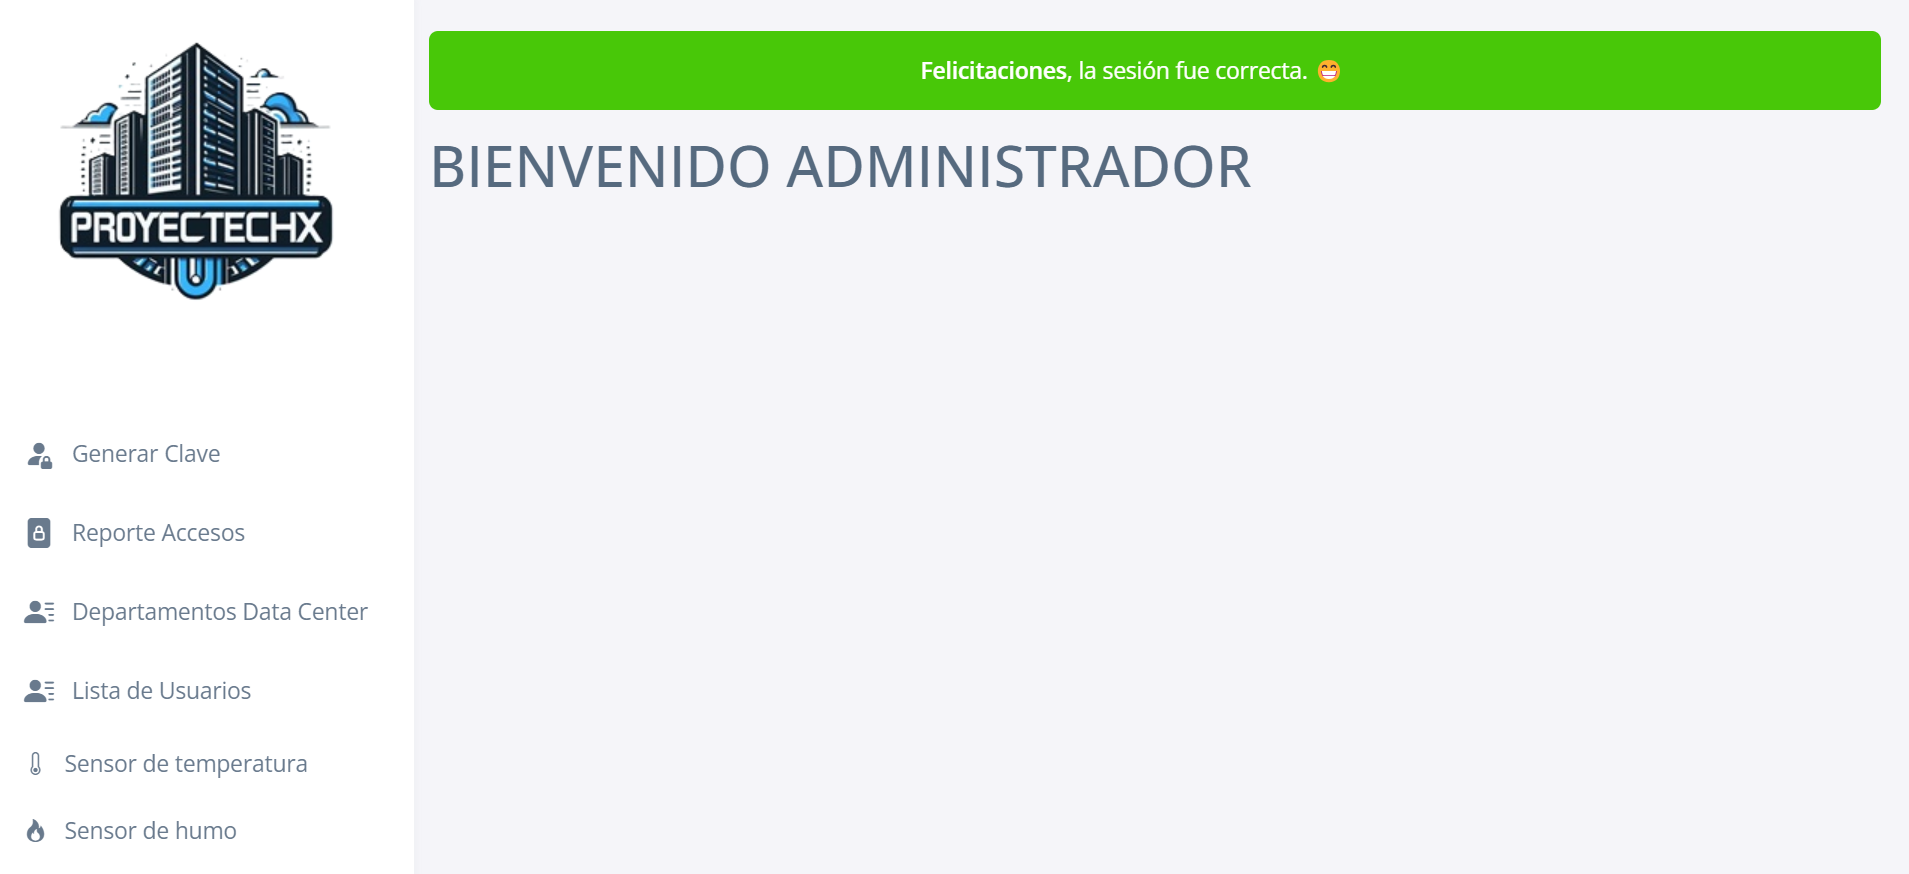 PROYECTECHX
Generar Clave
Reporte Accesos
Departamentos Data Center
Lista de Usuarios
Sensor de temperatura
Sensor de humo
Felicitaciones, la sesión fue correcta. 😁
BIENVENIDO ADMINISTRADOR